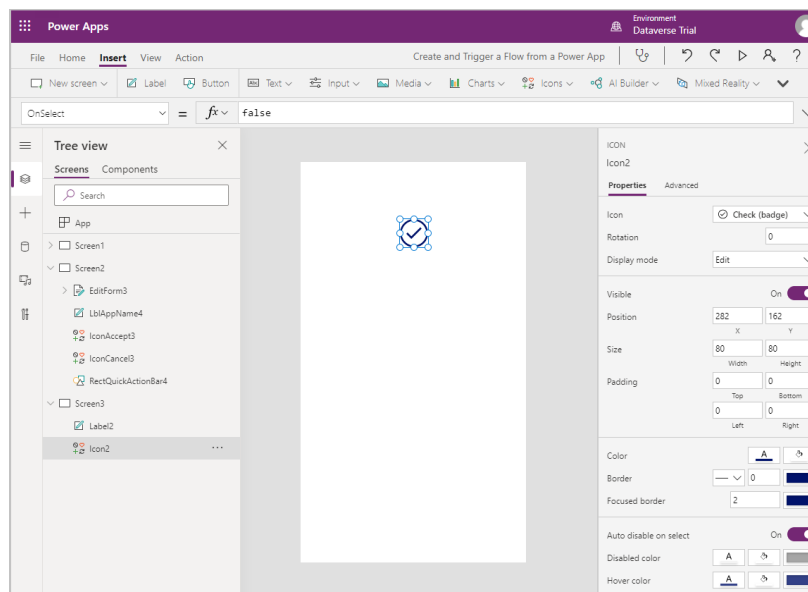 Power Apps
Environment
Dataverse Trial
File Home Insert View Action
Create and Trigger a Flow from a Power App
?
New screen Label Button Text Input Media Charts Icons AI Builder Mixed Reality
OnSelect = fx false
Tree view
Screens Components
Search
App
Screen1
Screen2
EditForm3
LblAppName4
IconAccept3
IconCancel3
RectQuickActionBar4
Screen3
Label2
Icon2 ...
ICON
Icon2
Properties Advanced
Icon Check (badge)
Rotation 0
Display mode Edit
Visible On
Position 282 162
X Y
Size 80 80
Width Height
Padding 0 0
Top Bottom
0 0
Left Right
Color A
Border 0
Focused border 2
Auto disable on select On
Disabled color A
Hover color A